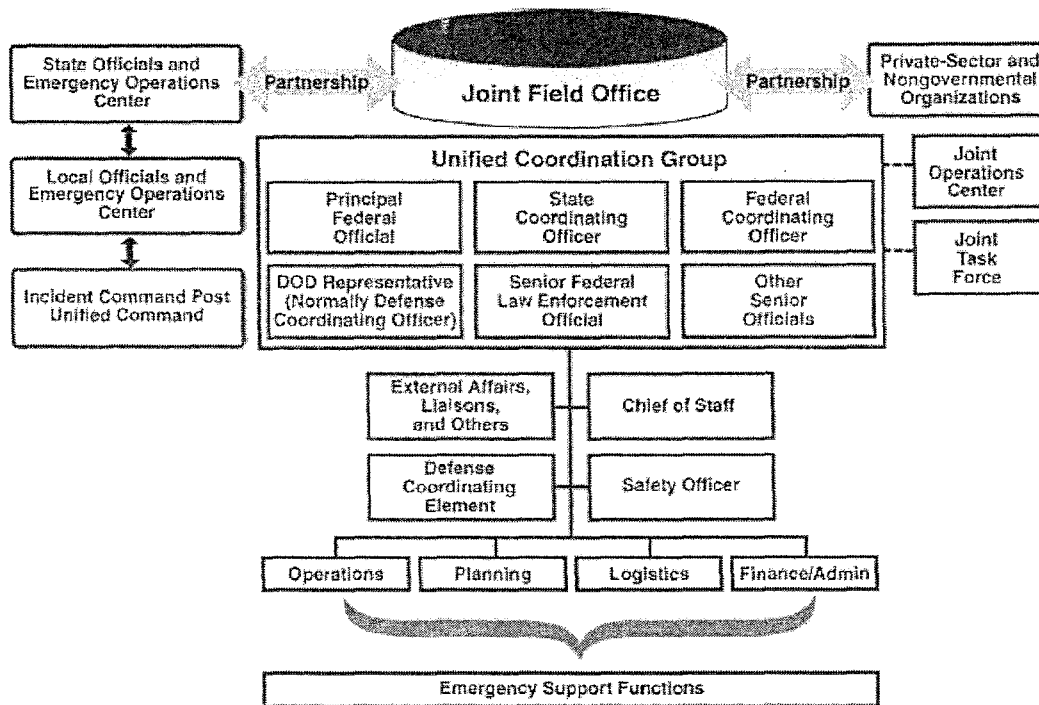 State Officials and
Emergency Operations
Center
Partnership
Joint Field Office
Partnership
Private-Sector and
Nongovernmental
Organizations
Local Officials and
Emergency Operations
Center
Incident Command Post
Unified Command
Unified Coordination Group
Principal
Federal
Official
State
Coordinating
Officer
Federal
Coordinating
Officer
DOD Representative
(Normally Defense
Coordinating Officer)
Senior Federal
Law Enforcement
Official
Other
Senior
Officials
Joint
Operations
Center
Joint
Task
Force
External Affairs,
Liaisons,
and Others
Chief of Staff
Defense
Coordinating
Element
Safety Officer
Operations
Planning
Logistics
Finance/Admin
Emergency Support Functions